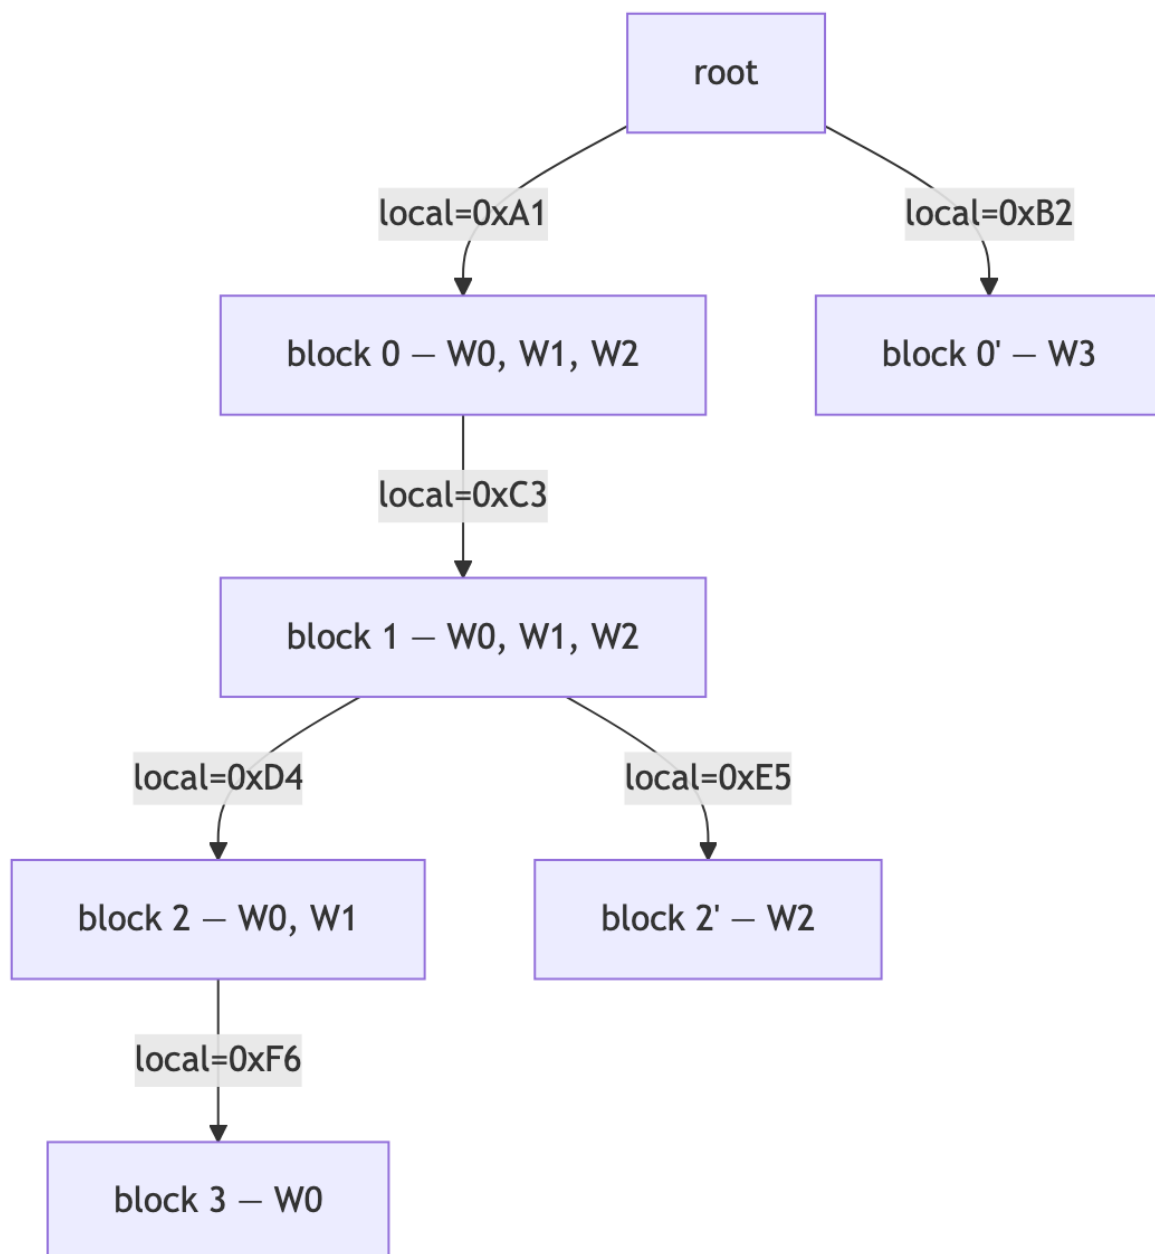 root
local=0xA1
local=0xB2
block 0 – W0, W1, W2
block 0' – W3
local=0xC3
block 1 – W0, W1, W2
local=0xD4
local=0xE5
block 2 – W0, W1
block 2' – W2
local=0xF6
block 3 – W0